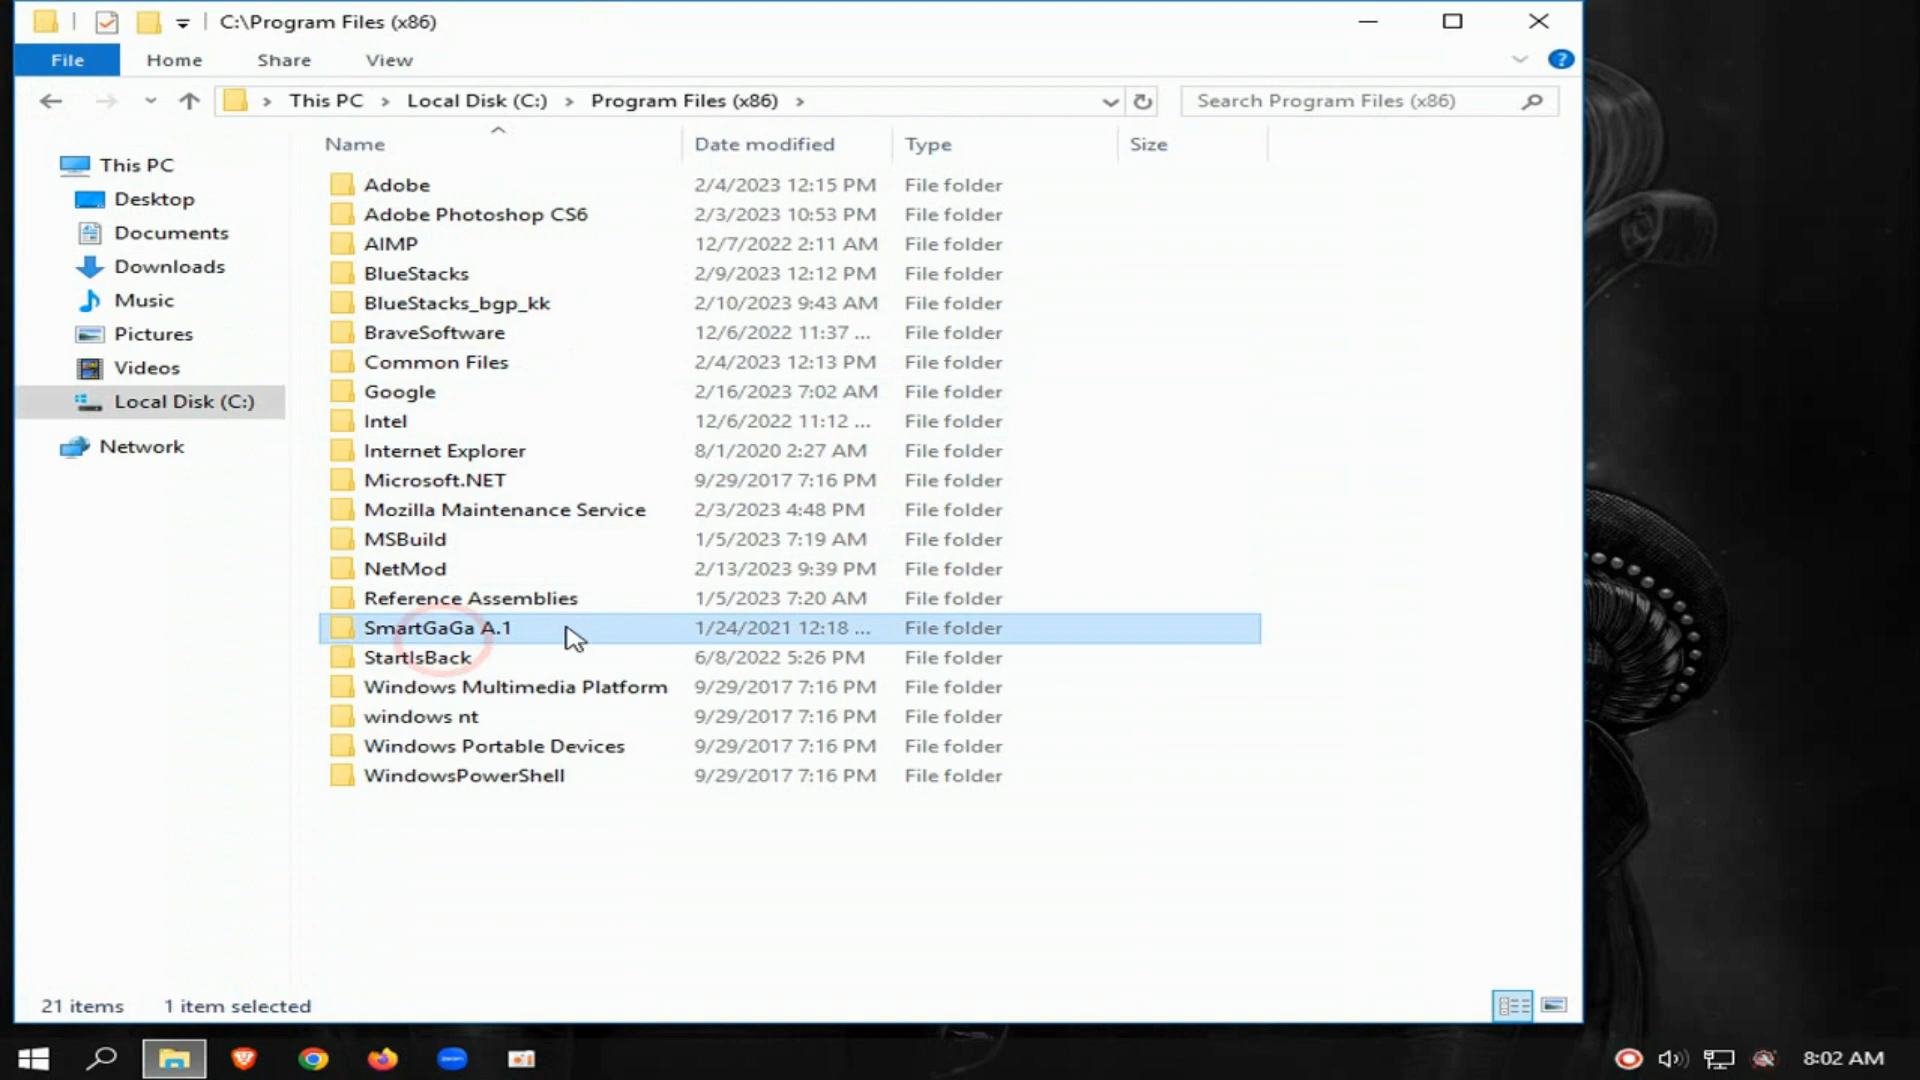 C:\Program Files (x86)
File Home Share View
This PC Local Disk (C:) Program Files (x86)
Search Program Files (x86)
Name Date modified Type Size
This PC
Desktop
Documents
Downloads
Music
Pictures
Videos
Local Disk (C:)
Network
Adobe 2/4/2023 12:15 PM File folder
Adobe Photoshop CS6 2/3/2023 10:53 PM File folder
AIMP 12/7/2022 2:11 AM File folder
BlueStacks 2/9/2023 12:12 PM File folder
BlueStacks_bgp_kk 2/10/2023 9:43 AM File folder
BraveSoftware 12/6/2022 11:37 ... File folder
Common Files 2/4/2023 12:13 PM File folder
Google 2/16/2023 7:02 AM File folder
Intel 12/6/2022 11:12 ... File folder
Internet Explorer 8/1/2020 2:27 AM File folder
Microsoft.NET 9/29/2017 7:16 PM File folder
Mozilla Maintenance Service 2/3/2023 4:48 PM File folder
MSBuild 1/5/2023 7:19 AM File folder
NetMod 2/13/2023 9:39 PM File folder
Reference Assemblies 1/5/2023 7:20 AM File folder
SmartGaGa A.1 1/24/2021 12:18 ... File folder
StartIsBack 6/8/2022 5:26 PM File folder
Windows Multimedia Platform 9/29/2017 7:16 PM File folder
windows nt 9/29/2017 7:16 PM File folder
Windows Portable Devices 9/29/2017 7:16 PM File folder
WindowsPowerShell 9/29/2017 7:16 PM File folder
21 items 1 item selected
8:02 AM